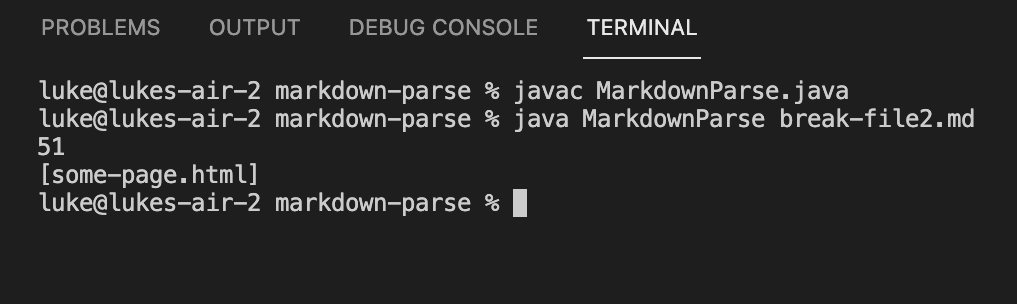 PROBLEMS OUTPUT DEBUG CONSOLE TERMINAL
luke@lukes-air-2 markdown-parse % javac MarkdownParse.java
luke@lukes-air-2 markdown-parse % java MarkdownParse break-file2.md
51
[some-page.html]
luke@lukes-air-2 markdown-parse %